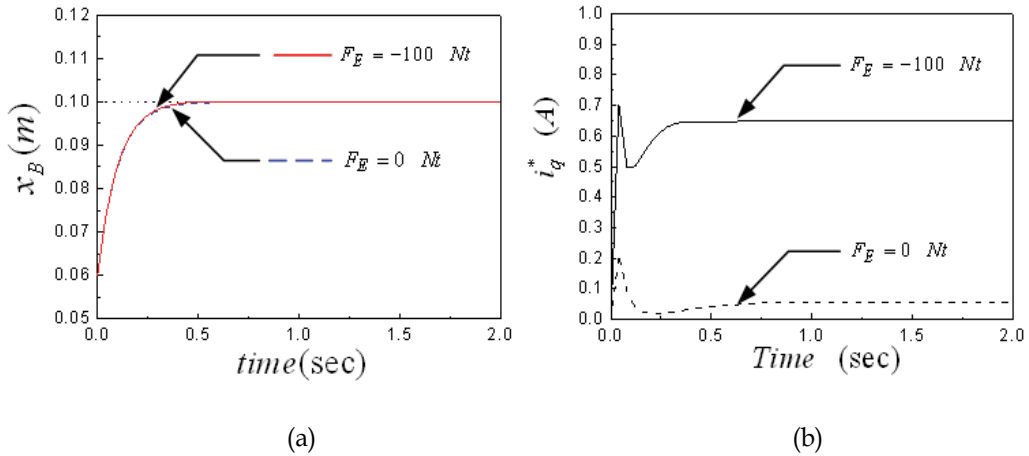 0.12
0.11
0.10
0.09
0.08
0.07
0.06
0.05
x_B (m)
0.0 0.5 1.0 1.5 2.0
time(sec)
F_E = -100 Nt
F_E = 0 Nt
(a)
1.0
0.9
0.8
0.7
0.6
0.5
0.4
0.3
0.2
0.1
0.0
i_q^* (A)
0.0 0.5 1.0 1.5 2.0
Time (sec)
F_E = -100 Nt
F_E = 0 Nt
(b)